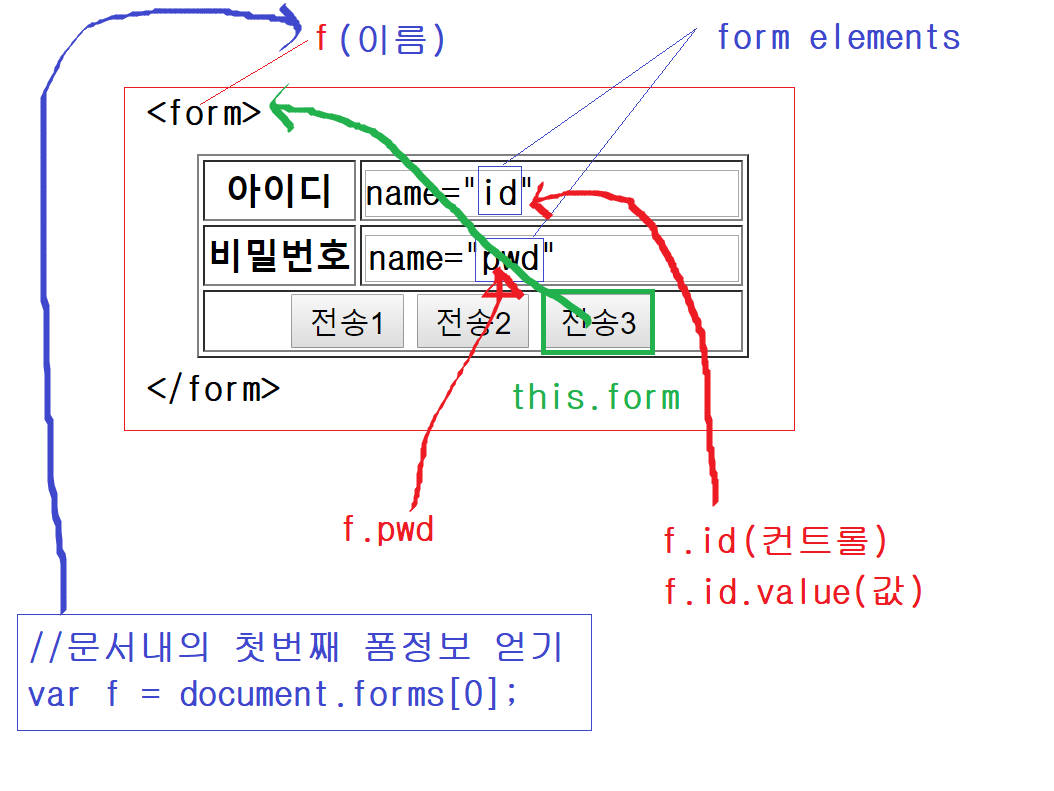 f(이름)
form elements
<form>
아이디 name="id"
비밀번호 name="pwd"
전송1 전송2 전송3
</form>
this.form
f.pwd
f.id(컨트롤)
f.id.value(값)
//문서내의 첫번째 폼정보 얻기
var f = document.forms[0];